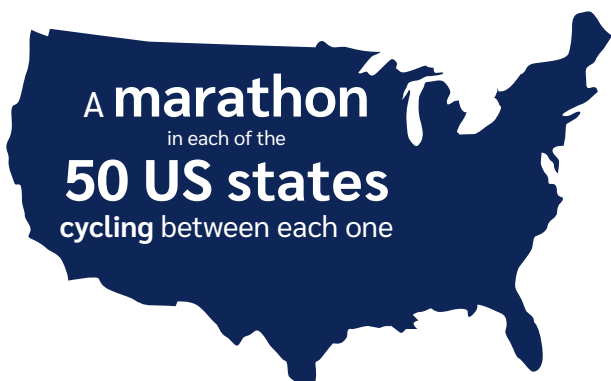 A marathon
in each of the
50 US states
cycling between each one